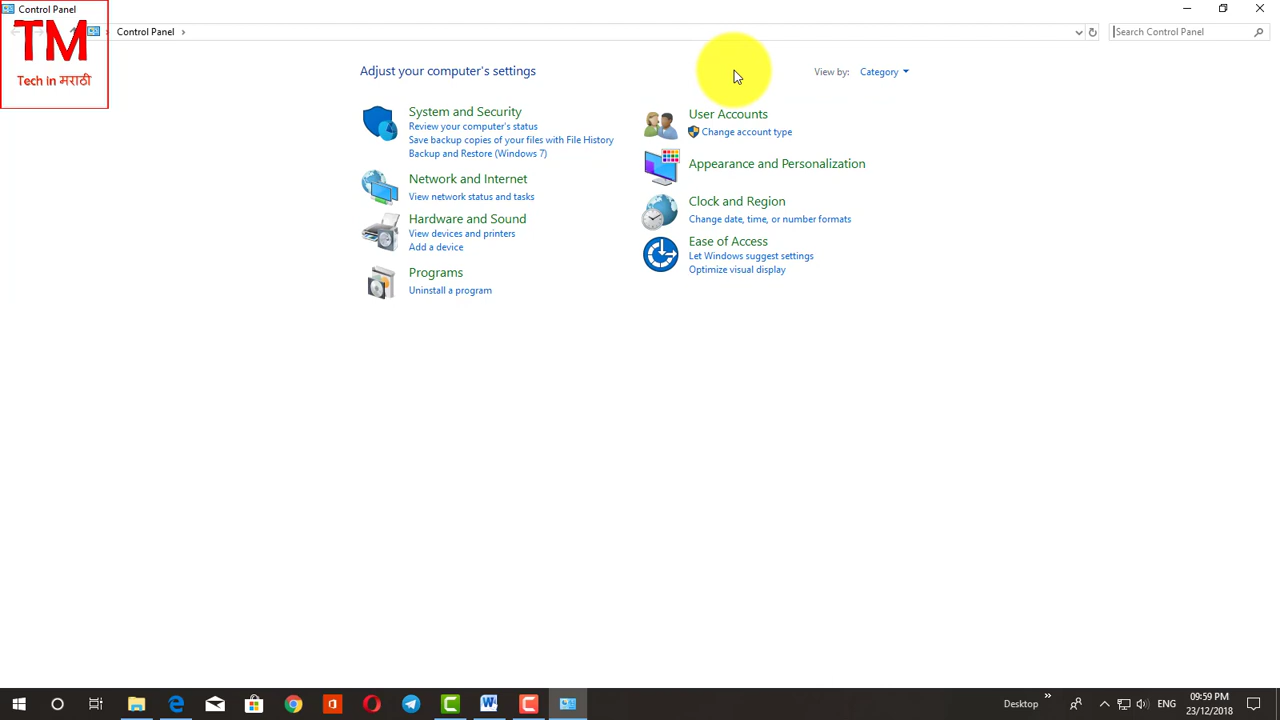 Control Panel
TM
Tech in मराठी
Control Panel
Search Control Panel
Adjust your computer's settings
View by:
Category
System and Security
Review your computer's status
Save backup copies of your files with File History
Backup and Restore (Windows 7)
Network and Internet
View network status and tasks
Hardware and Sound
View devices and printers
Add a device
Programs
Uninstall a program
User Accounts
Change account type
Appearance and Personalization
Clock and Region
Change date, time, or number formats
Ease of Access
Let Windows suggest settings
Optimize visual display
Desktop
ENG
09:59 PM
23/12/2018